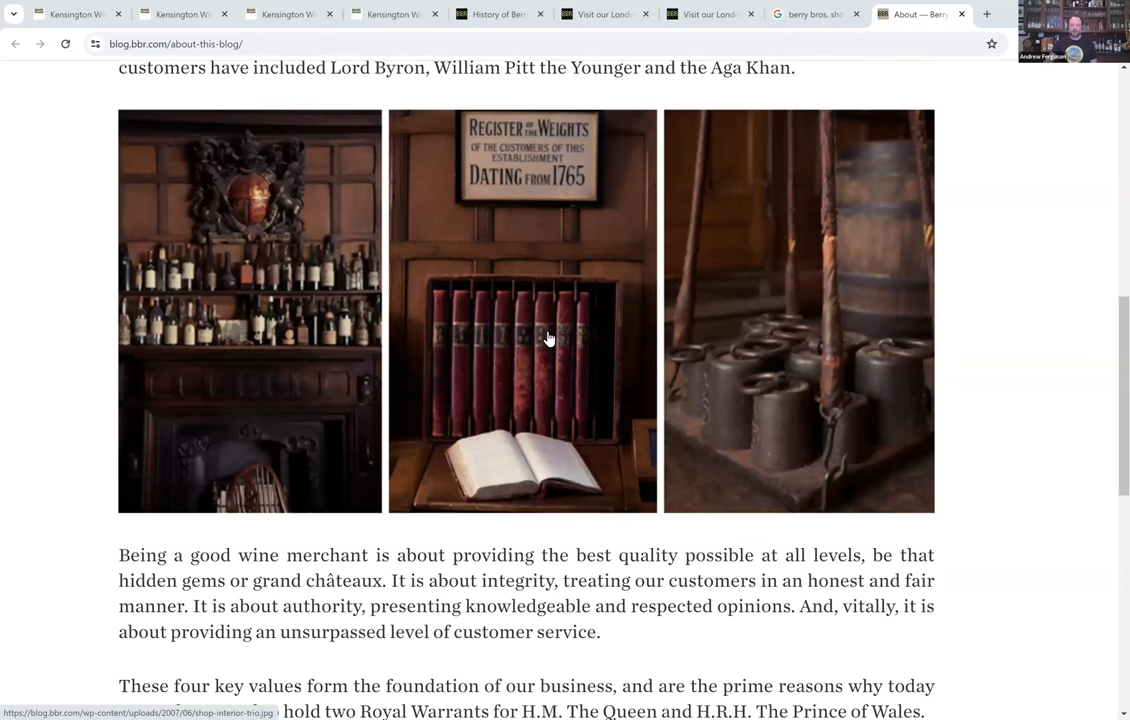 Kensington Wi
Kensington Wi
Kensington Wi
Kensington Wi
History of Ber
Visit our Londo
Visit our Londo
berry bros. sho
About — Berry
blog.bbr.com/about-this-blog/
Andrew Ferguson
customers have included Lord Byron, William Pitt the Younger and the Aga Khan.
REGISTER OF THE WEIGHTS
OF THE CUSTOMERS OF THIS
ESTABLISHMENT
DATING FROM 1765
Being a good wine merchant is about providing the best quality possible at all levels, be that
hidden gems or grand châteaux. It is about integrity, treating our customers in an honest and fair
manner. It is about authority, presenting knowledgeable and respected opinions. And, vitally, it is
about providing an unsurpassed level of customer service.
These four key values form the foundation of our business, and are the prime reasons why today
hold two Royal Warrants for H.M. The Queen and H.R.H. The Prince of Wales.
https://blog.bbr.com/wp-content/uploads/2007/06/shop-interior-trio.jpg